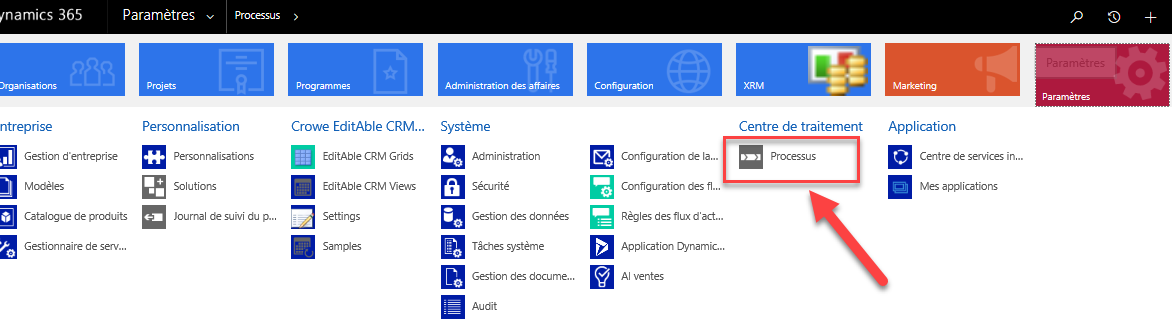 ynamics 365 Paramètres Processus
Organisations Projets Programmes Administration des affaires Configuration XRM Marketing Paramètres
Paramètres
ntreprise Personnalisation Crowe EditAble CRM... Système Centre de traitement Application
Gestion d'entreprise Personnalisations EditAble CRM Grids Administration Configuration de la... Processus Centre de services in...
Modèles Solutions EditAble CRM Views Sécurité Configuration des fl... Mes applications
Catalogue de produits Journal de suivi du p... Settings Gestion des données Règles des flux d'act...
Gestionnaire de serv... Samples Tâches système Application Dynamic...
Gestion des docume... AI ventes
Audit